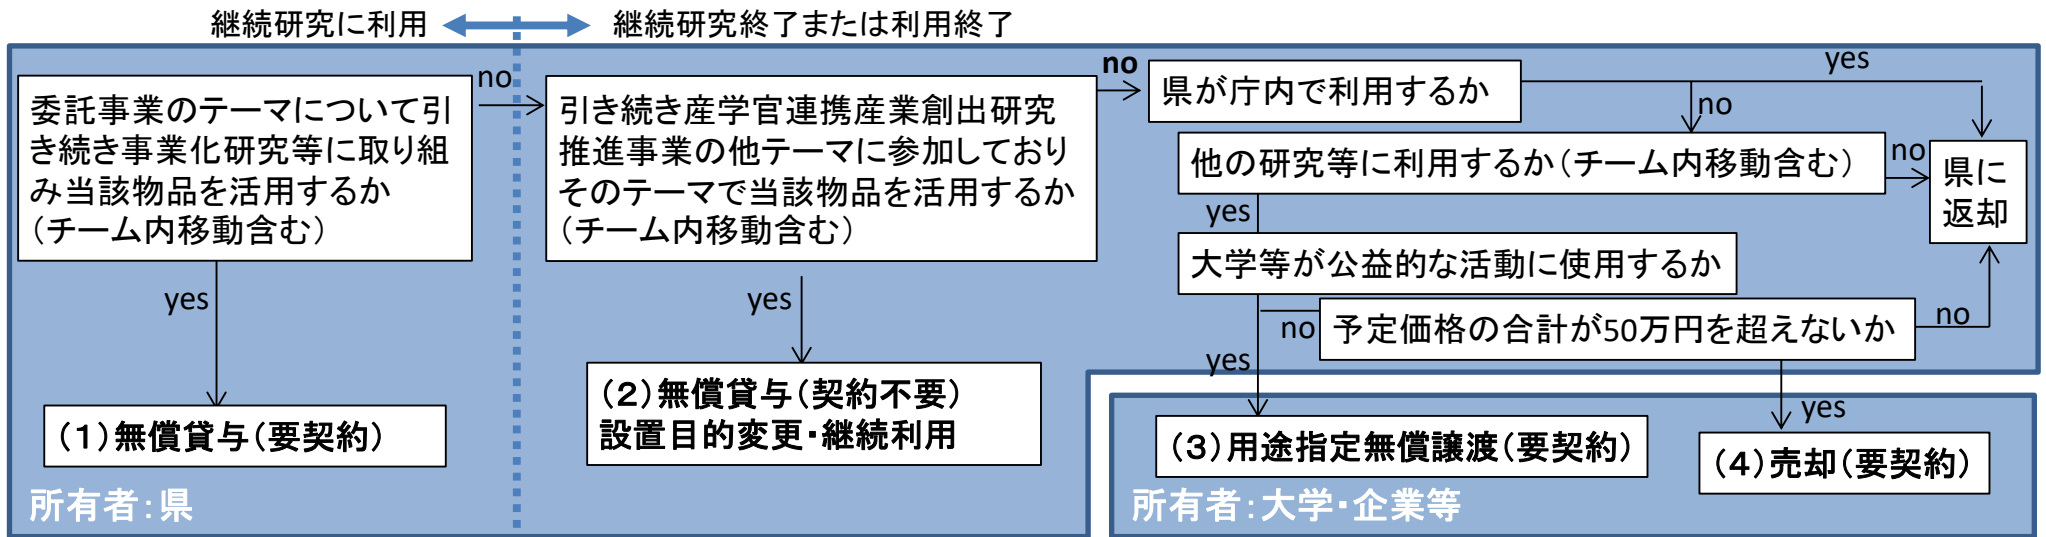 継続研究に利用
継続研究終了または利用終了
委託事業のテーマについて引
き続き事業化研究等に取り組
み当該物品を活用するか
（チーム内移動含む）
no
yes
(1)無償貸与(要契約)
引き続き産学官連携産業創出研究
推進事業の他テーマに参加しており
そのテーマで当該物品を活用するか
（チーム内移動含む）
no
yes
(2)無償貸与(契約不要)
設置目的変更・継続利用
県が庁内で利用するか
yes
no
他の研究等に利用するか（チーム内移動含む）
no
県に
返却
yes
大学等が公益的な活動に使用するか
no
予定価格の合計が50万円を超えないか
no
yes
yes
(3)用途指定無償譲渡(要契約)
(4)売却(要契約)
所有者：県
所有者：大学・企業等